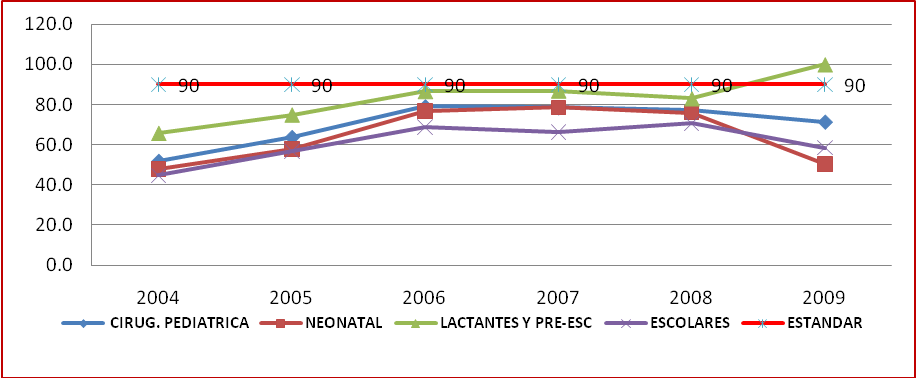 120.0
100.0
90 90 90 90 90 90
80.0
60.0
40.0
20.0
0.0
2004 2005 2006 2007 2008 2009
CIRUG. PEDIATRICA NEONATAL LACTANTES Y PRE-ESC ESCOLARES ESTANDAR